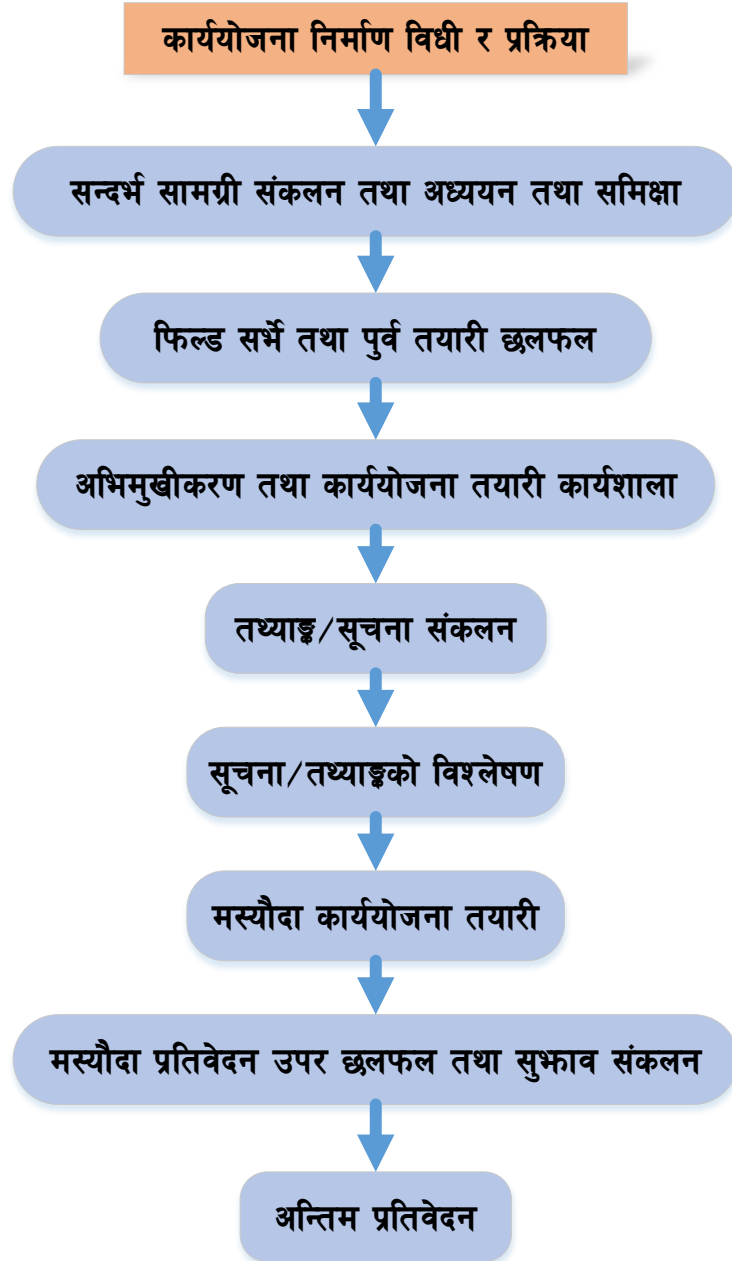 कार्ययोजना निर्माण विधी र प्रक्रिया
सन्दर्भ सामग्री संकलन तथा अध्ययन तथा समिक्षा
फिल्ड सर्भे तथा पुर्व तयारी छलफल
अभिमुखीकरण तथा कार्ययोजना तयारी कार्यशाला
तथ्याङ्क/सूचना संकलन
सूचना/तथ्याङ्कको विश्लेषण
मस्यौदा कार्ययोजना तयारी
मस्यौदा प्रतिवेदन उपर छलफल तथा सुझाव संकलन
अन्तिम प्रतिवेदन